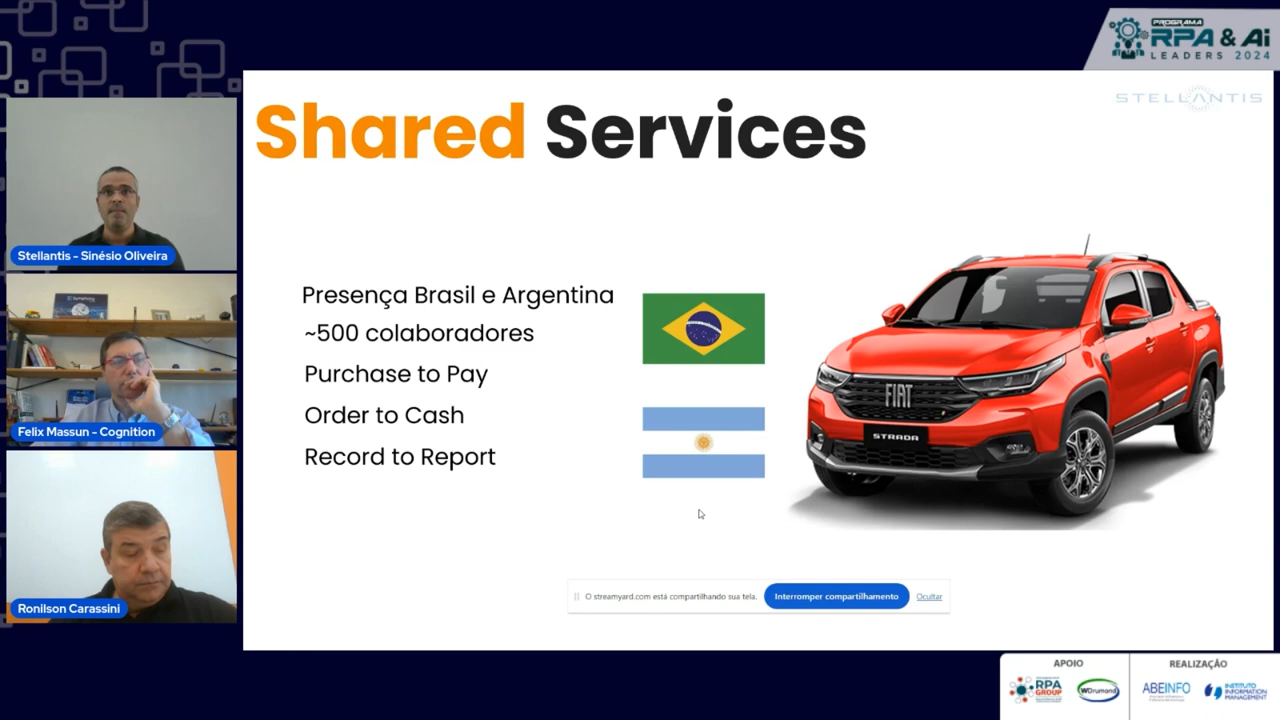 PROGRAMA
RPA & Ai
LEADERS 2024
STELLANTIS
Shared Services
Presença Brasil e Argentina
~500 colaboradores
Purchase to Pay
Order to Cash
Record to Report
FIAT
STRADA
Stellantis - Sinésio Oliveira
Felix Massun - Cognition
Ronilson Carassini
O streamyard.com está compartilhando sua tela.
Interromper compartilhamento
Ocultar
APOIO
RPA
GROUP
WDrumond
REALIZAÇÃO
ABEINFO
INSTITUTO
INFORMATION
MANAGEMENT